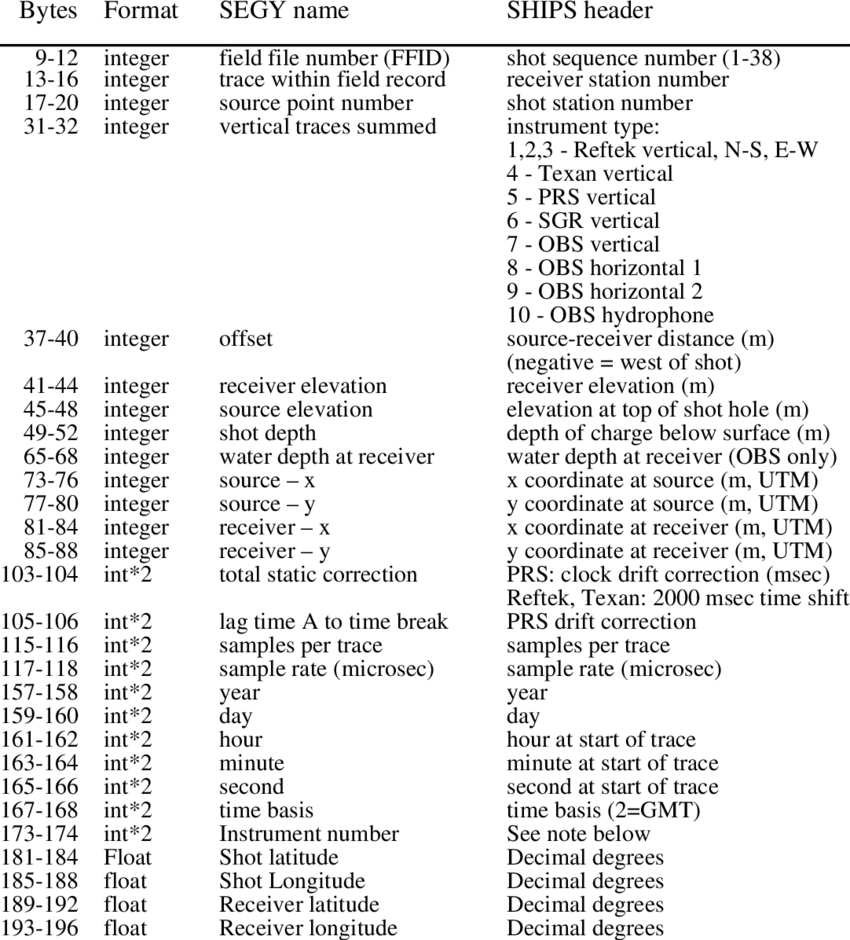 Bytes Format SEGY name SHIPS header
9-12 integer field file number (FFID) shot sequence number (1-38)
13-16 integer trace within field record receiver station number
17-20 integer source point number shot station number
31-32 integer vertical traces summed instrument type:
1,2,3 - Reftek vertical, N-S, E-W
4 - Texan vertical
5 - PRS vertical
6 - SGR vertical
7 - OBS vertical
8 - OBS horizontal 1
9 - OBS horizontal 2
10 - OBS hydrophone
37-40 integer offset source-receiver distance (m)
(negative = west of shot)
41-44 integer receiver elevation receiver elevation (m)
45-48 integer source elevation elevation at top of shot hole (m)
49-52 integer shot depth depth of charge below surface (m)
65-68 integer water depth at receiver water depth at receiver (OBS only)
73-76 integer source – x x coordinate at source (m, UTM)
77-80 integer source – y y coordinate at source (m, UTM)
81-84 integer receiver – x x coordinate at receiver (m, UTM)
85-88 integer receiver – y y coordinate at receiver (m, UTM)
103-104 int*2 total static correction PRS: clock drift correction (msec)
Reftek, Texan: 2000 msec time shift
105-106 int*2 lag time A to time break PRS drift correction
115-116 int*2 samples per trace samples per trace
117-118 int*2 sample rate (microsec) sample rate (microsec)
157-158 int*2 year year
159-160 int*2 day day
161-162 int*2 hour hour at start of trace
163-164 int*2 minute minute at start of trace
165-166 int*2 second second at start of trace
167-168 int*2 time basis time basis (2=GMT)
173-174 int*2 Instrument number See note below
181-184 Float Shot latitude Decimal degrees
185-188 float Shot Longitude Decimal degrees
189-192 float Receiver latitude Decimal degrees
193-196 float Receiver longitude Decimal degrees